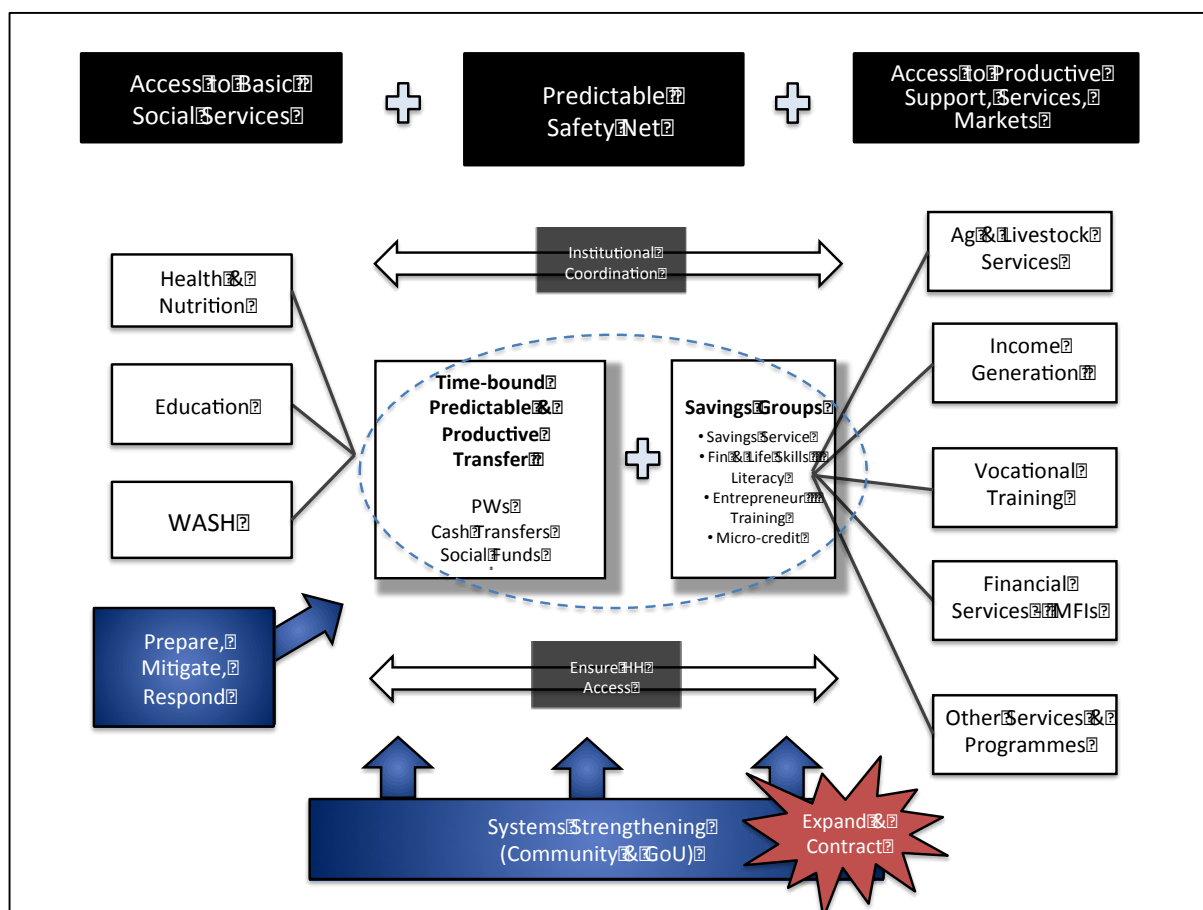 Access to Basic
Social Services
Predictable
Safety Net
Access to Productive
Support, Services,
Markets
Institutional
Coordination
Health &
Nutrition
Education
WASH
Time-bound
Predictable &
Productive
Transfer
PWs
Cash Transfers
Social Funds
Savings Groups
• Savings Service
• Fin & Life Skills
Literacy
• Entrepreneur
Training
• Micro-credit
Ag & Livestock
Services
Income
Generation
Vocational
Training
Financial
Services – MFIs
Other Services &
Programmes
Prepare,
Mitigate,
Respond
Ensure HH
Access
Systems Strengthening
(Community & GoU)
Expand &
Contract